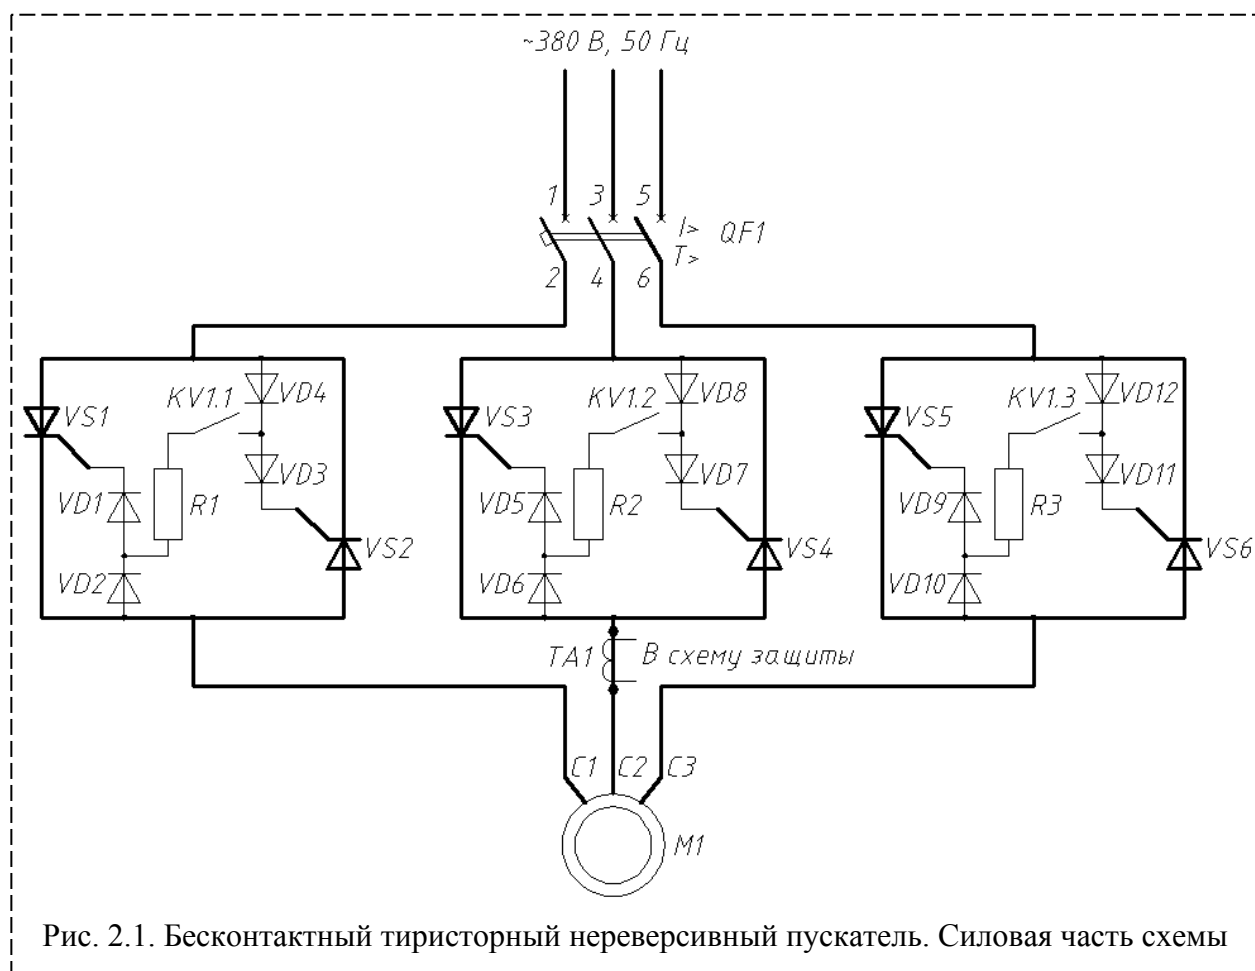 ~380 В, 50 Гц
1 3 5
I> QF1
T>
2 4 6
KV1.1 VD4 KV1.2 VD8 KV1.3 VD12
VS1 VS3 VS5
VD3 VD7 VD11
VD1 R1 VD5 R2 VD9 R3
VS2 VS4 VS6
VD2 VD6 VD10
TA1 В схему защиты
C1 C2 C3
M1
Рис. 2.1. Бесконтактный тиристорный нереверсивный пускатель. Силовая часть схемы